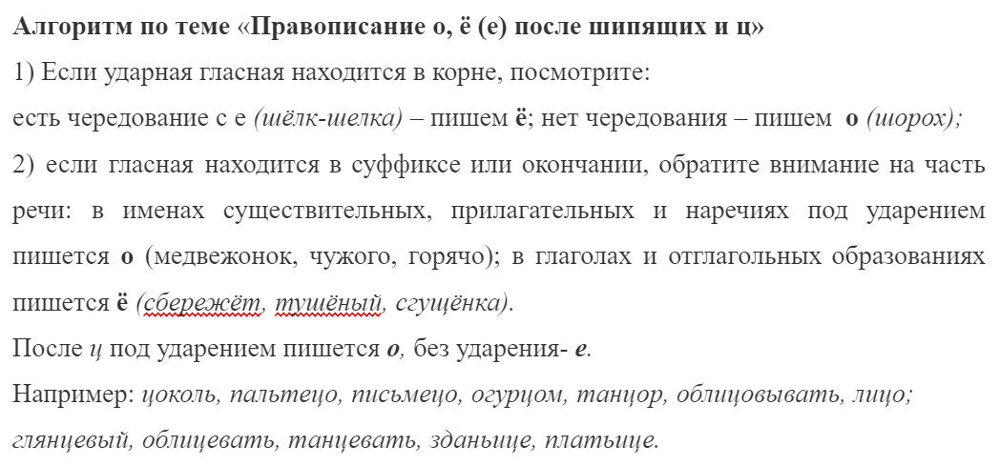 Алгоритм по теме «Правописание о, ё (е) после шипящих и ц»
1) Если ударная гласная находится в корне, посмотрите:
есть чередование с е (шёлк-шелка) – пишем ё; нет чередования – пишем о (шорох);
2) если гласная находится в суффиксе или окончании, обратите внимание на часть
речи: в именах существительных, прилагательных и наречиях под ударением
пишется о (медвежонок, чужого, горячо); в глаголах и отглагольных образованиях
пишется ё (сбережёт, тушёный, сгущёнка).
После ц под ударением пишется о, без ударения- е.
Например: цоколь, пальтецо, письмецо, огурцом, танцор, облицовывать, лицо;
глянцевый, облицевать, танцевать, зданьице, платьице.